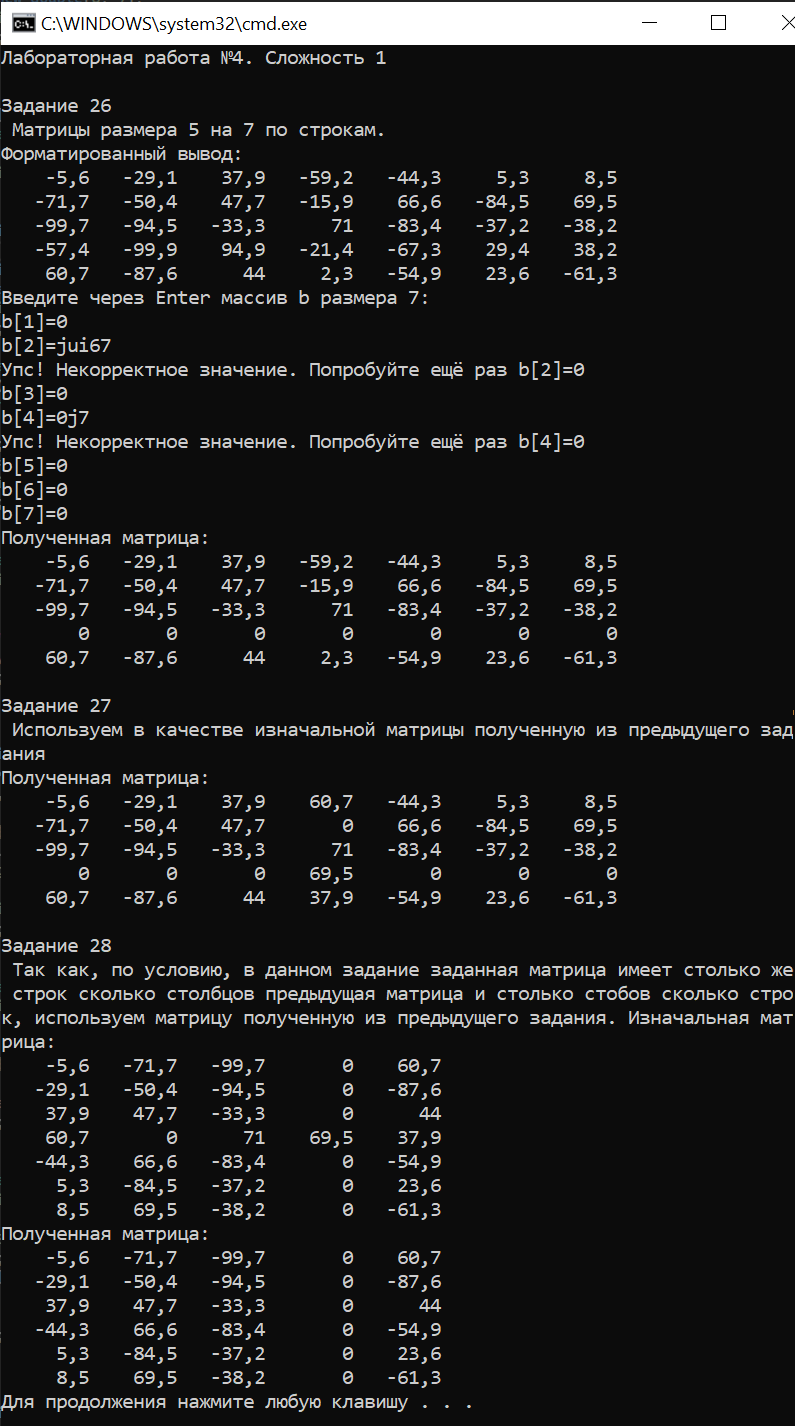 C:\WINDOWS\system32\cmd.exe
Лабораторная работа №4. Сложность 1
Задание 26
Матрицы размера 5 на 7 по строкам.
Форматированный вывод:
-5,6 -29,1 37,9 -59,2 -44,3 5,3 8,5
-71,7 -50,4 47,7 -15,9 66,6 -84,5 69,5
-99,7 -94,5 -33,3 71 -83,4 -37,2 -38,2
-57,4 -99,9 94,9 -21,4 -67,3 29,4 38,2
60,7 -87,6 44 2,3 -54,9 23,6 -61,3
Введите через Enter массив b размера 7:
b[1]=0
b[2]=jui67
Упс! Некорректное значение. Попробуйте ещё раз b[2]=0
b[3]=0
b[4]=0j7
Упс! Некорректное значение. Попробуйте ещё раз b[4]=0
b[5]=0
b[6]=0
b[7]=0
Полученная матрица:
-5,6 -29,1 37,9 -59,2 -44,3 5,3 8,5
-71,7 -50,4 47,7 -15,9 66,6 -84,5 69,5
-99,7 -94,5 -33,3 71 -83,4 -37,2 -38,2
0 0 0 0 0 0 0
60,7 -87,6 44 2,3 -54,9 23,6 -61,3
Задание 27
Используем в качестве изначальной матрицы полученную из предыдущего зад
ания
Полученная матрица:
-5,6 -29,1 37,9 60,7 -44,3 5,3 8,5
-71,7 -50,4 47,7 0 66,6 -84,5 69,5
-99,7 -94,5 -33,3 71 -83,4 -37,2 -38,2
0 0 0 69,5 0 0 0
60,7 -87,6 44 37,9 -54,9 23,6 -61,3
Задание 28
Так как, по условию, в данном задание заданная матрица имеет столько же
строк сколько столбцов предыдущая матрица и столько стобов сколько стро
к, используем матрицу полученную из предыдущего задания. Изначальная мат
рица:
-5,6 -71,7 -99,7 0 60,7
-29,1 -50,4 -94,5 0 -87,6
37,9 47,7 -33,3 0 44
60,7 0 71 69,5 37,9
-44,3 66,6 -83,4 0 -54,9
5,3 -84,5 -37,2 0 23,6
8,5 69,5 -38,2 0 -61,3
Полученная матрица:
-5,6 -71,7 -99,7 0 60,7
-29,1 -50,4 -94,5 0 -87,6
37,9 47,7 -33,3 0 44
-44,3 66,6 -83,4 0 -54,9
5,3 -84,5 -37,2 0 23,6
8,5 69,5 -38,2 0 -61,3
Для продолжения нажмите любую клавишу . . .